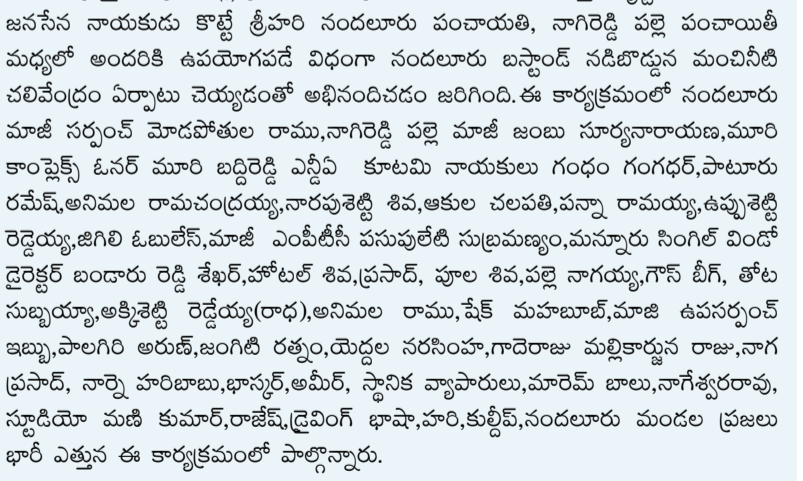 జనసేన నాయకుడు కొట్టే శ్రీహరి నందలూరు పంచాయతి, నాగిరెడ్డి పల్లె పంచాయితీ
మధ్యలో అందరికి ఉపయోగపడే విధంగా నందలూరు బస్టాండ్ నడిబొడ్డున మంచినీటి
చలివేంద్రం ఏర్పాటు చెయ్యడంతో అభినందిచడం జరిగింది.ఈ కార్యక్రమంలో నందలూరు
మాజీ సర్పంచ్ మోడపోతుల రాము,నాగిరెడ్డి పల్లె మాజీ జంబు సూర్యనారాయణ,మూరి
కాంప్లెక్స్ ఓనర్ మూరి బద్దిరెడ్డి ఎన్డీఏ కూటమి నాయకులు గంధం గంగధర్,పాటూరు
రమేష్,అనిమల రామచంద్రయ్య,నారపుశెట్టి శివ,ఆకుల చలపతి,పన్నా రామయ్య,ఉప్పుశెట్టి
రెడ్డెయ్య,జిగిలి ఓబులేస్,మాజీ ఎంపీటీసీ పసుపులేటి సుబ్రమణ్యం,మన్నూరు సింగిల్ విండో
డైరెక్టర్ బండారు రెడ్డి శేఖర్,హోటల్ శివ,ప్రసాద్, పూల శివ,పల్లె నాగయ్య,గౌస్ బీగ్, తోట
సుబ్బయ్యా,అక్కిశెట్టి రెడ్డేయ్య(రాధ),అనిమల రాము,షేక్ మహబూబ్,మాజి ఉపసర్పంచ్
ఇబ్బు,పాలగిరి అరుణ్,జంగిటి రత్నం,యెద్దల నరసింహ,గాదెరాజు మల్లికార్జున రాజు,నాగ
ప్రసాద్, నార్నె హరిబాబు,భాస్కర్,అమీర్, స్థానిక వ్యాపారులు,మారెమ్ బాలు,నాగేశ్వరరావు,
స్టూడియో మణి కుమార్,రాజేష్,డ్రైవింగ్ భాషా,హరి,కుల్దీప్,నందలూరు మండల ప్రజలు
భారీ ఎత్తున ఈ కార్యక్రమంలో పాల్గొన్నారు.